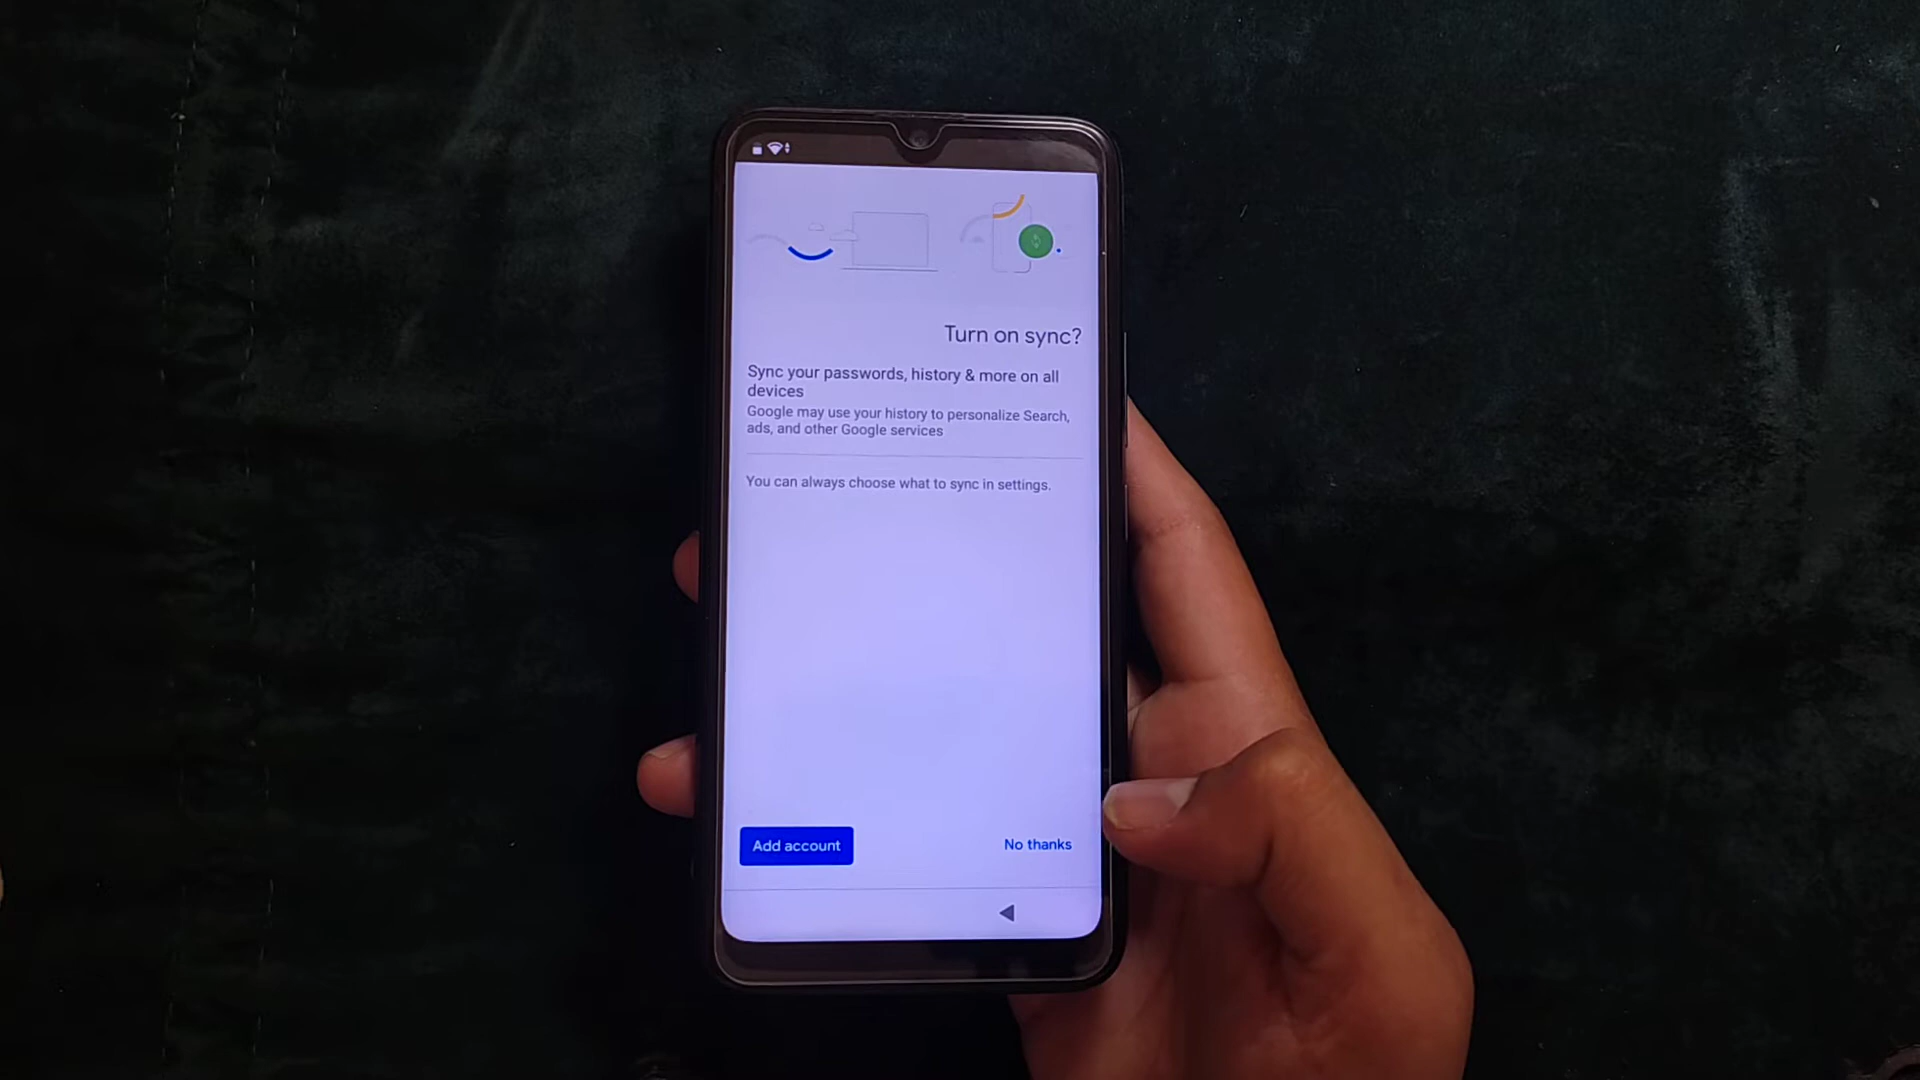 Turn on sync?
Sync your passwords, history & more on all
devices
Google may use your history to personalize Search,
ads, and other Google services
You can always choose what to sync in settings.
Add account
No thanks